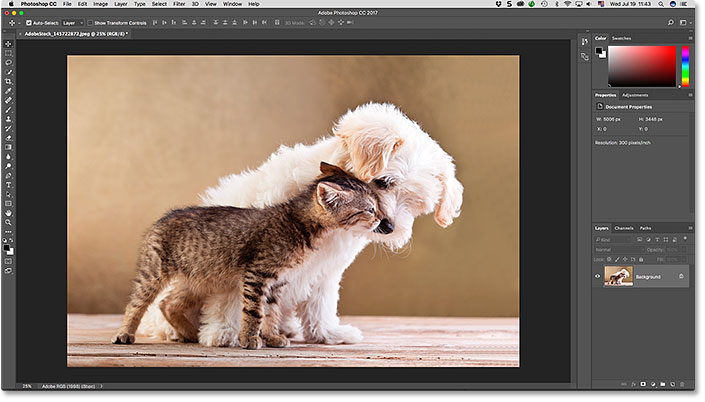 Photoshop CC File Edit Image Layer Type Select Filter 3D View Window Help Wed Jul 19 11:43
Adobe Photoshop CC 2017
Auto-Select: Layer Show Transform Controls 3D Mode:
× AdobeStock_145722872.jpeg @ 25% (RGB/8) *
Color Swatches
Properties Adjustments
Document Properties
W: 5006 px H: 3448 px
X: 0 Y: 0
Resolution: 300 pixels/inch
Layers Channels Paths
Kind
Normal Opacity:
Lock: Fill:
Background
25% Adobe RGB (1998) (8bpc)